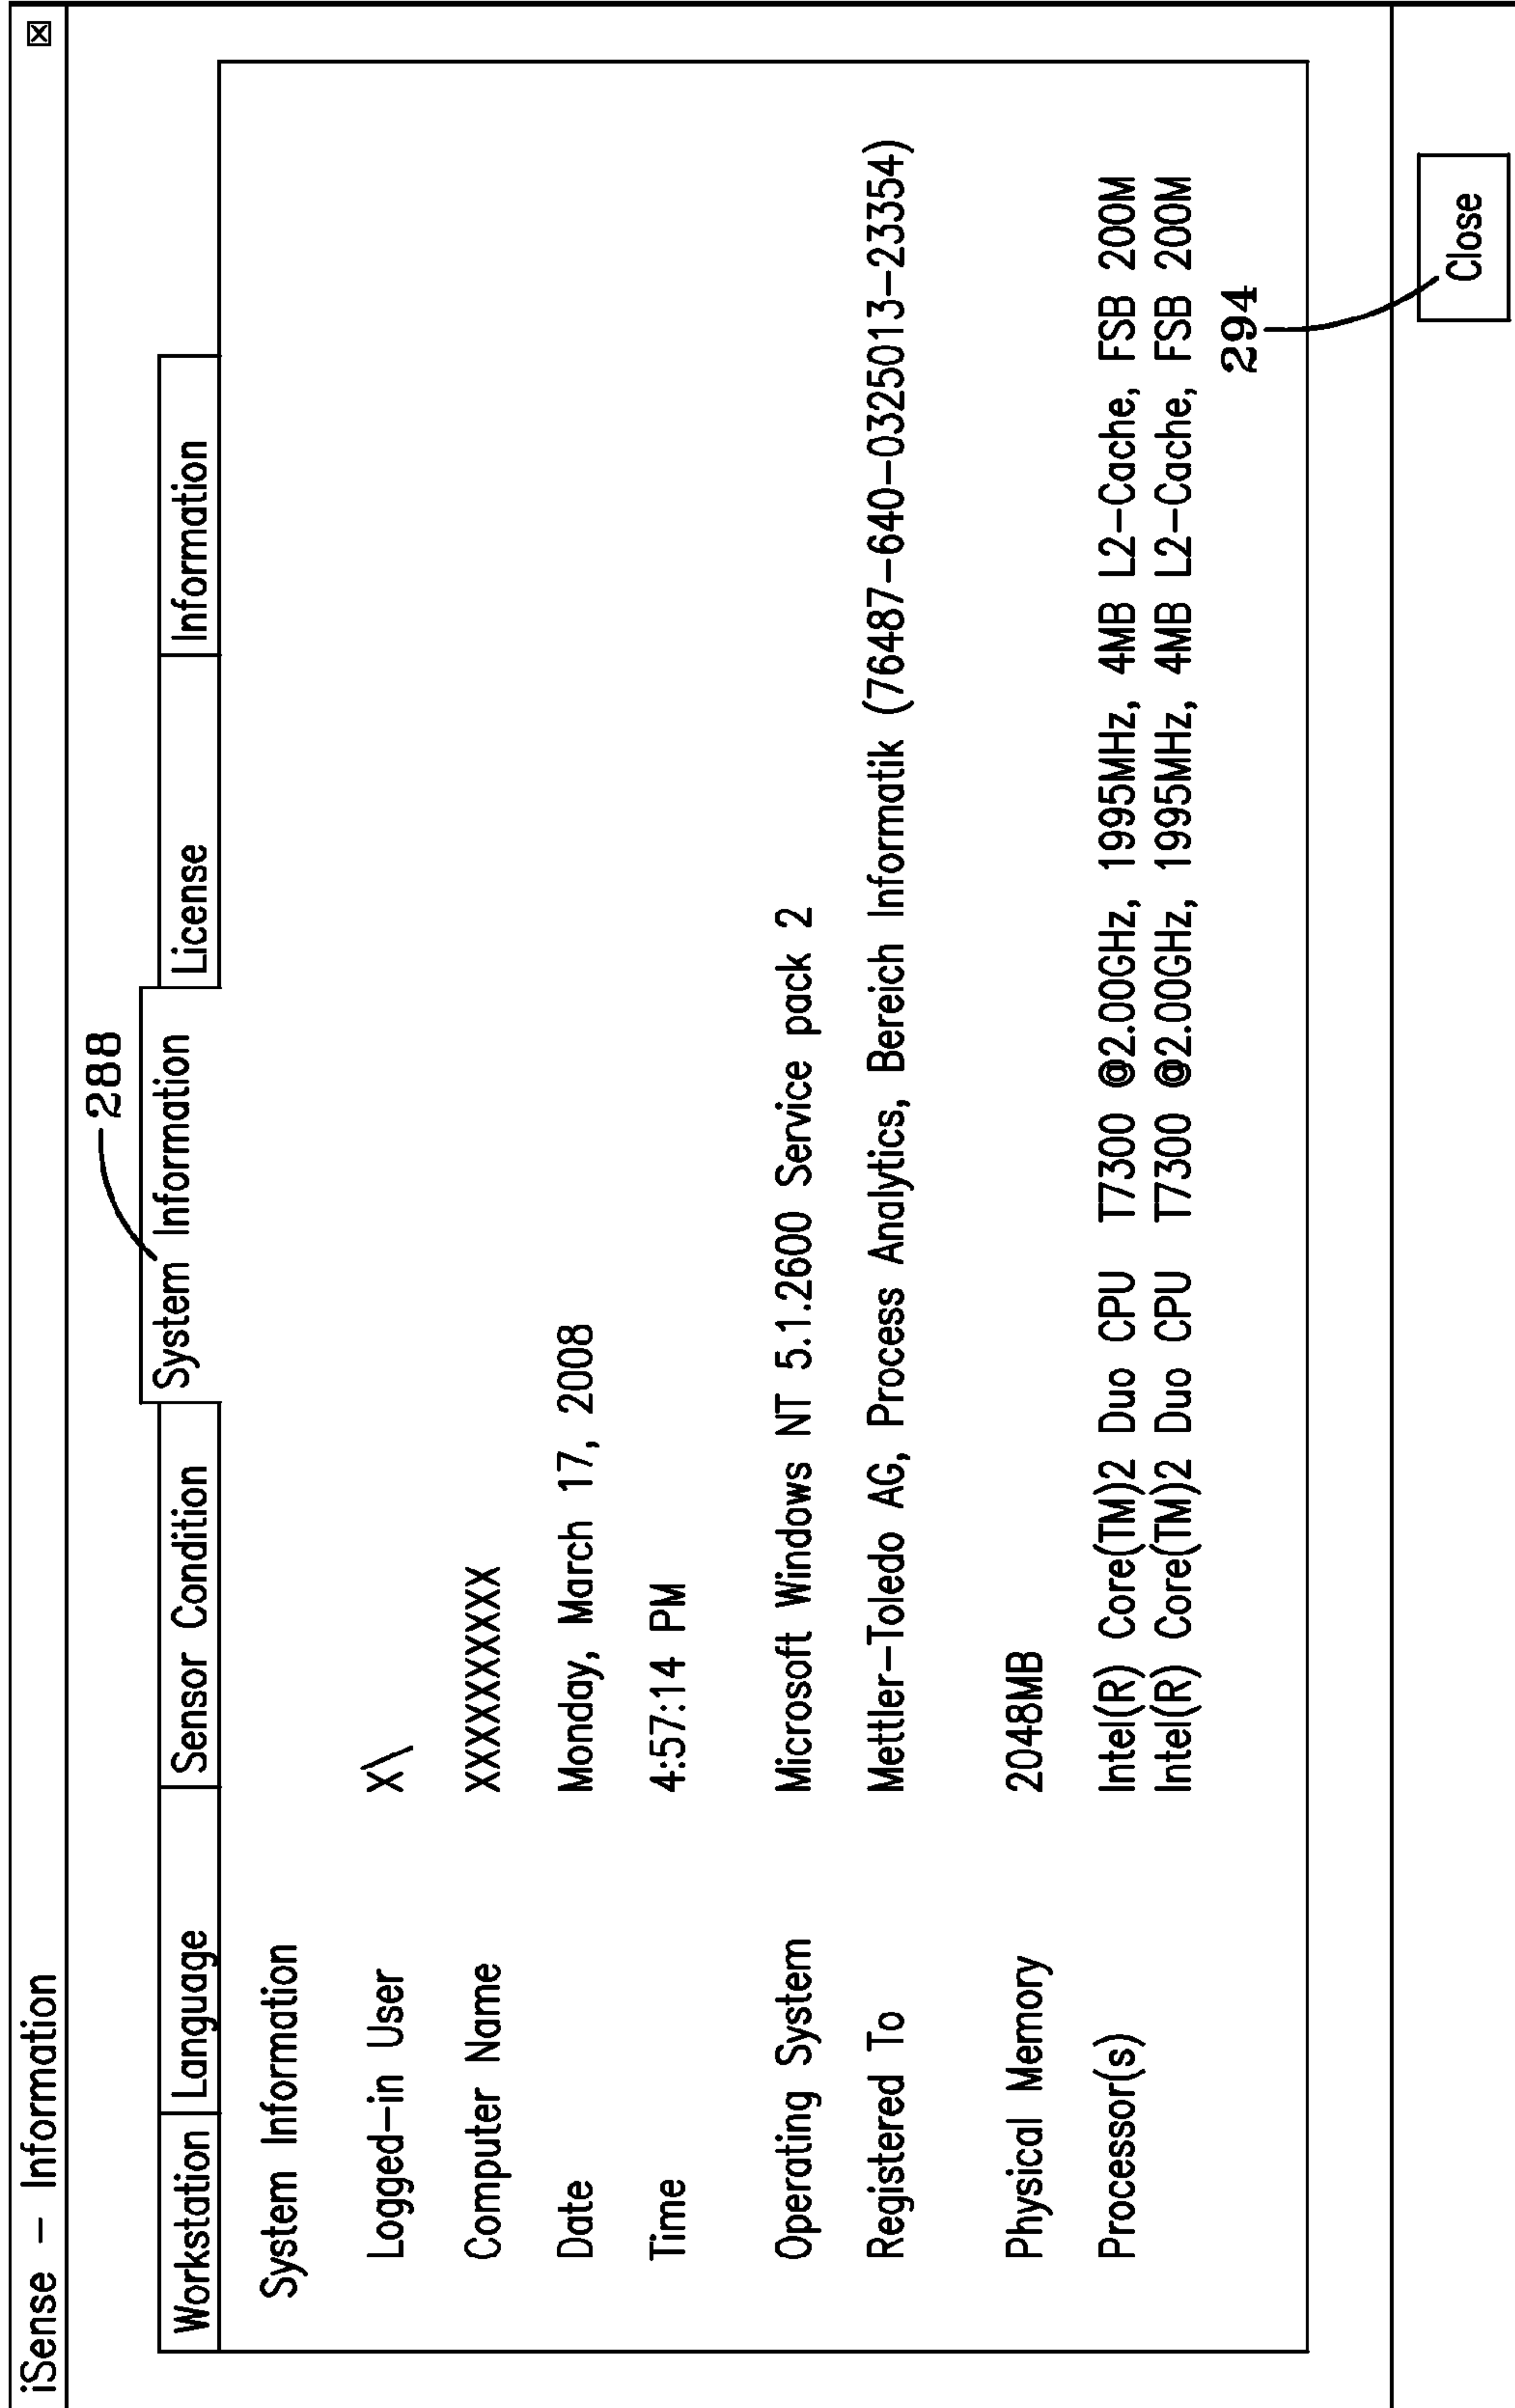 iSense – Information
288
Workstation Language Sensor Condition System Information License Information
System Information
Logged-in User X\
Computer Name XXXXXXXXXX
Date Monday, March 17, 2008
Time 4:57:14 PM
Operating System Microsoft Windows NT 5.1.2600 Service pack 2
Registered To Mettler-Toledo AG, Process Analytics, Bereich Informatik (76487-640-0325013-23354)
Physical Memory 2048MB
Processor(s) Intel(R) Core(TM)2 Duo CPU T7300 @2.00GHz, 1995MHz, 4MB L2-Cache, FSB 200M
Intel(R) Core(TM)2 Duo CPU T7300 @2.00GHz, 1995MHz, 4MB L2-Cache, FSB 200M
294
Close